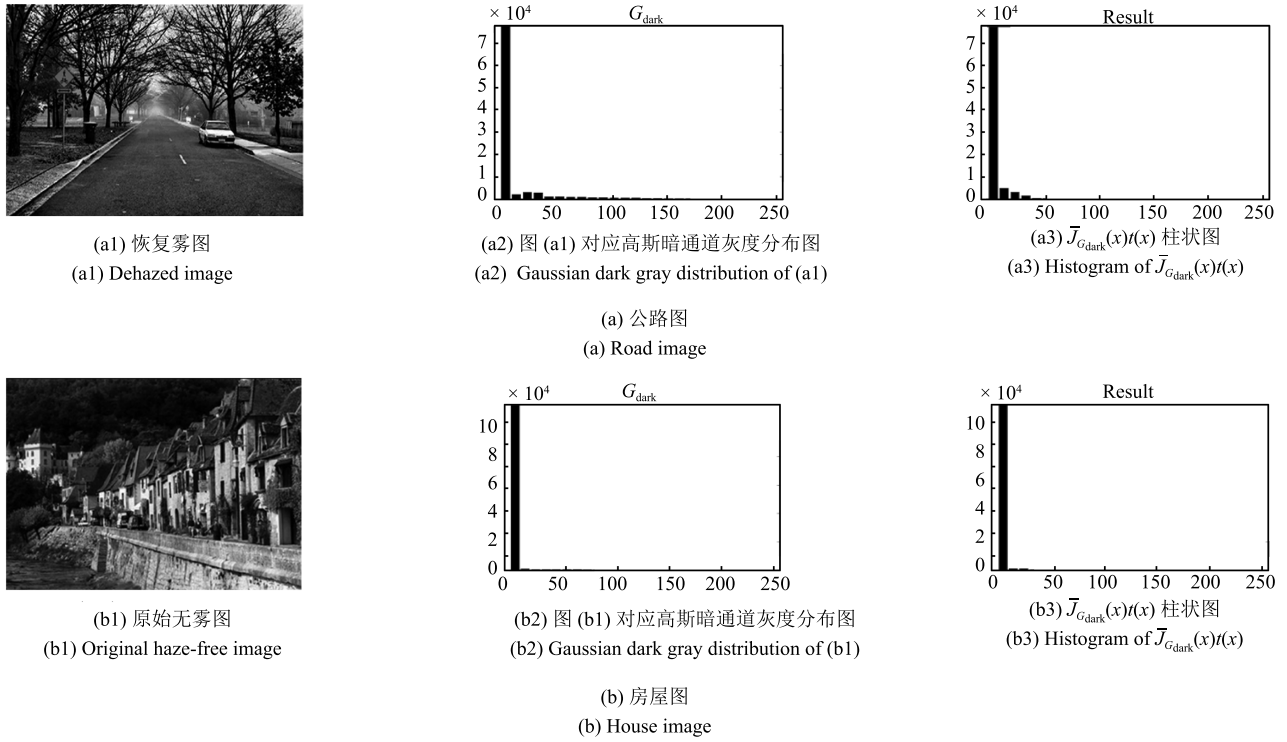 × 10⁴
G_dark
7
6
5
4
3
2
1
0
0 50 100 150 200 250
× 10⁴
Result
7
6
5
4
3
2
1
0
0 50 100 150 200 250
(a1) 恢复雾图
(a1) Dehazed image
(a2) 图 (a1) 对应高斯暗通道灰度分布图
(a2) Gaussian dark gray distribution of (a1)
(a3) J̅_{G_dark}(x)t(x) 柱状图
(a3) Histogram of J̅_{G_dark}(x)t(x)
(a) 公路图
(a) Road image
× 10⁴
G_dark
10
8
6
4
2
0
0 50 100 150 200 250
× 10⁴
Result
10
8
6
4
2
0
0 50 100 150 200 250
(b1) 原始无雾图
(b1) Original haze-free image
(b2) 图 (b1) 对应高斯暗通道灰度分布图
(b2) Gaussian dark gray distribution of (b1)
(b3) J̅_{G_dark}(x)t(x) 柱状图
(b3) Histogram of J̅_{G_dark}(x)t(x)
(b) 房屋图
(b) House image